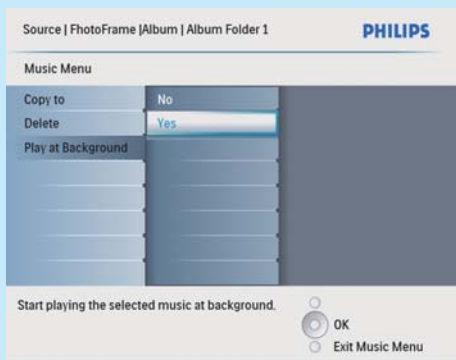 Source | FhotoFrame |Album | Album Folder 1
PHILIPS
Music Menu
Copy to
No
Delete
Yes
Play at Background
Start playing the selected music at background.
OK
Exit Music Menu